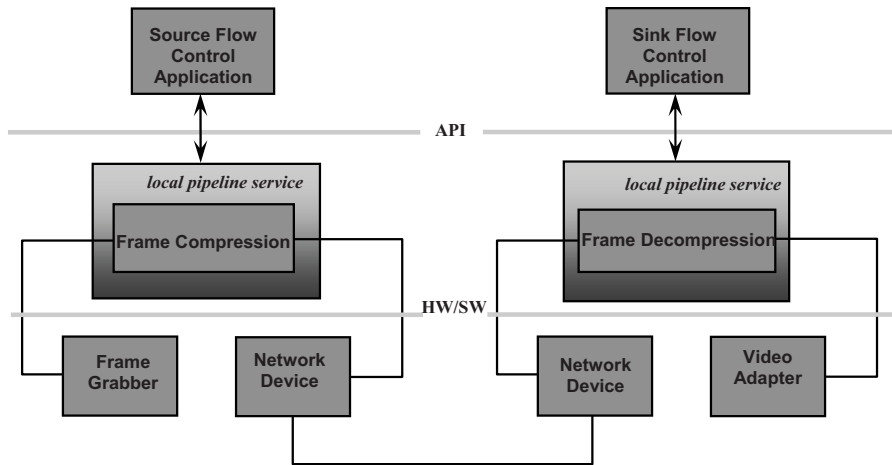 Source Flow
Control
Application
Sink Flow
Control
Application
API
local pipeline service
Frame Compression
local pipeline service
Frame Decompression
HW/SW
Frame
Grabber
Network
Device
Network
Device
Video
Adapter